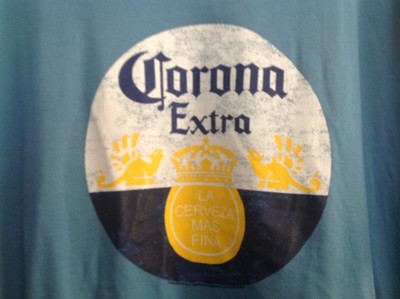 Corona
Extra
LA
CERVEZA
MAS
FINA